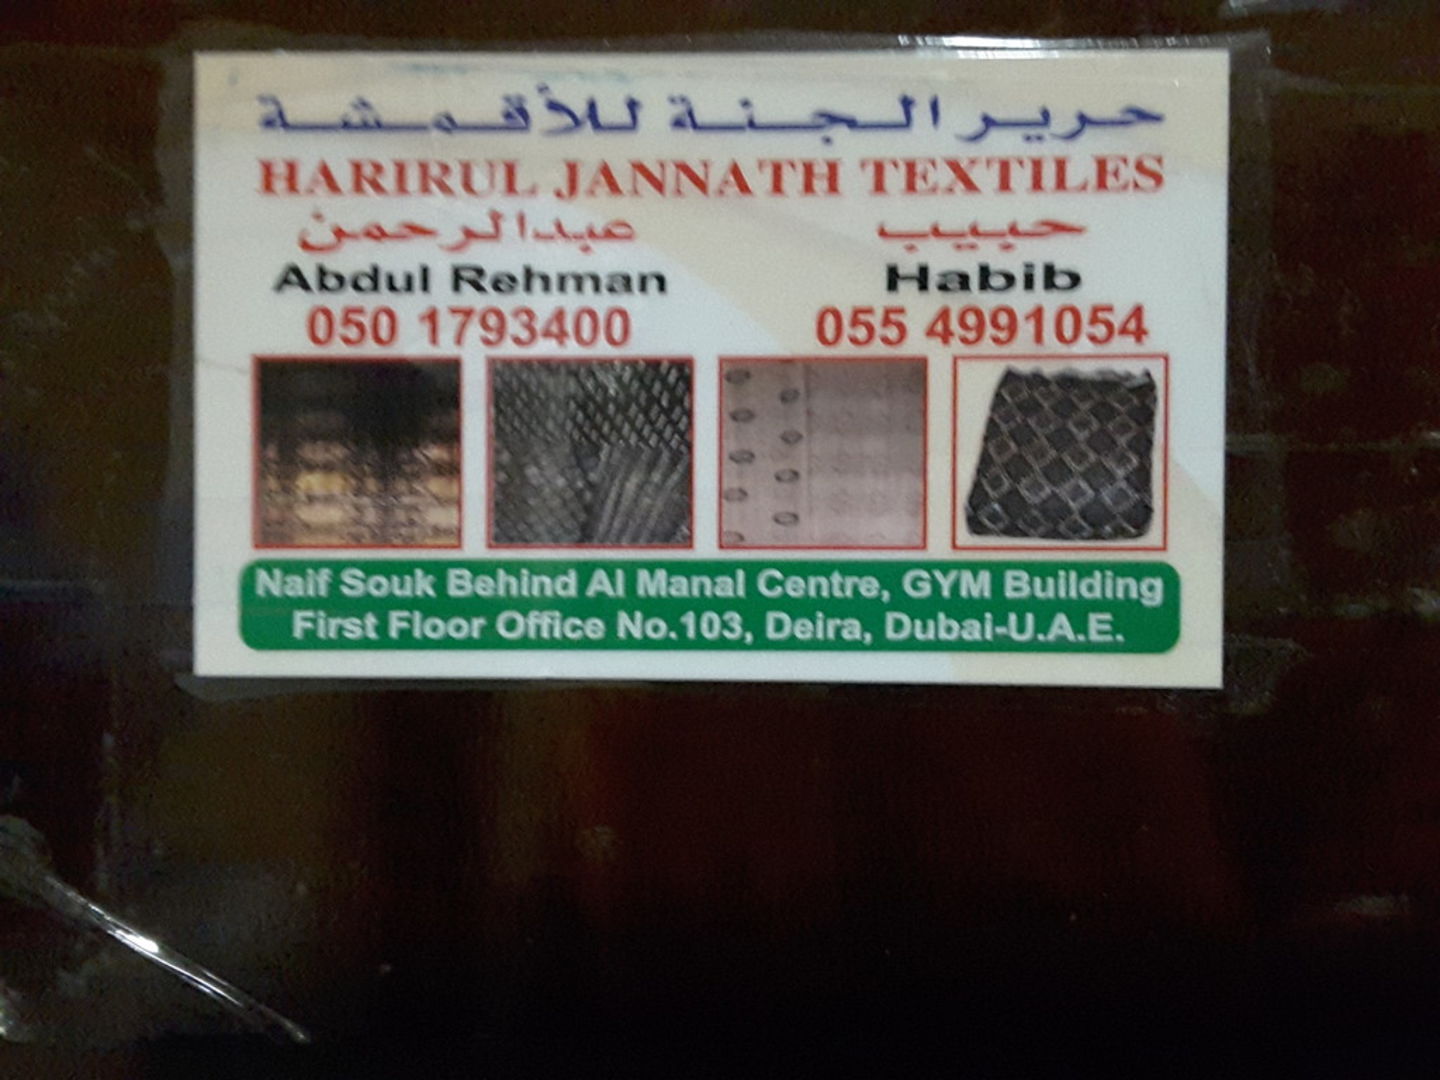 حرير الجنة للأقمشة
HARIRUL JANNATH TEXTILES
عبدالرحمن حبيب
Abdul Rehman Habib
050 1793400 055 4991054
Naif Souk Behind Al Manal Centre, GYM Building
First Floor Office No.103, Deira, Dubai-U.A.E.